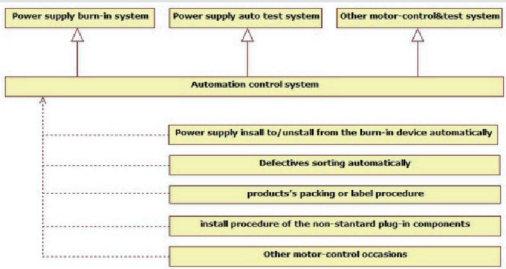 Power supply burn-in system
Power supply auto test system
Other motor-control&test system
Automation control system
Power supply insall to/unstall from the burn-in device automatically
Defectives sorting automatically
products's packing or label procedure
install procedure of the non-stantard plug-in components
Other motor-control occasions